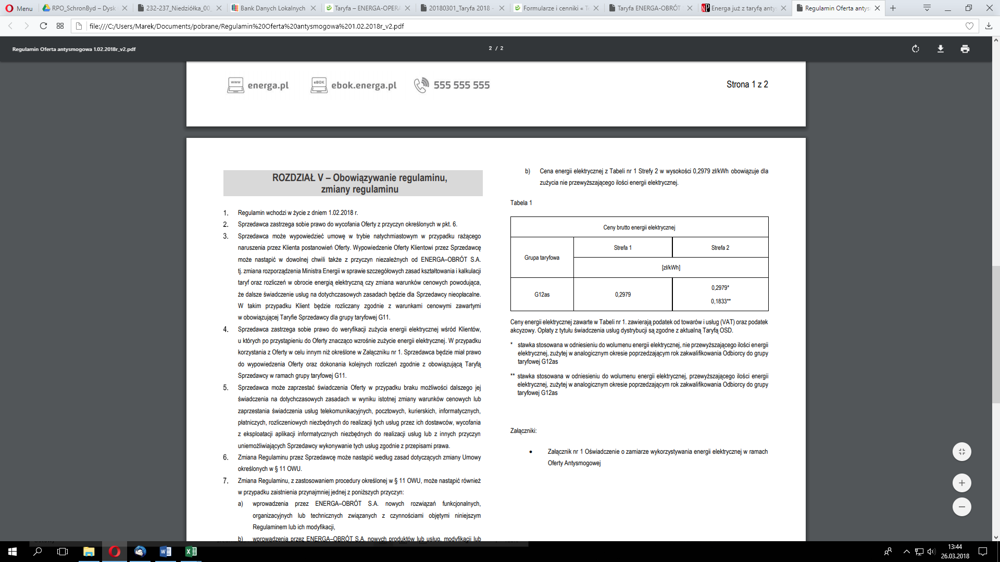 Menu
RPO_SchronByd – Dysk
232-237_Niedziółka_00_
Bank Danych Lokalnych
Taryfa – ENERGA-OPERA
20180301_Taryfa 2018 -
Formularze i cenniki « Te
Taryfa ENERGA-OBRÓT
Energa już z taryfą antys
Regulamin Oferta antys
file:///C:/Users/Marek/Documents/pobrane/Regulamin%20Oferta%20antysmogowa%201.02.2018r_v2.pdf
Regulamin Oferta antysmogowa 1.02.2018r_v2.pdf
2 / 2
www energa.pl
eBOK ebok.energa.pl
555 555 555
Strona 1 z 2
ROZDZIAŁ V – Obowiązywanie regulaminu,
zmiany regulaminu
1. Regulamin wchodzi w życie z dniem 1.02.2018 r.
2. Sprzedawca zastrzega sobie prawo do wycofania Oferty z przyczyn określonych w pkt. 6.
3. Sprzedawca może wypowiedzieć umowę w trybie natychmiastowym w przypadku rażącego
naruszenia przez Klienta postanowień Oferty. Wypowiedzenie Oferty Klientowi przez Sprzedawcę
może nastąpić w dowolnej chwili także z przyczyn niezależnych od ENERGA–OBRÓT S.A.
tj. zmiana rozporządzenia Ministra Energii w sprawie szczegółowych zasad kształtowania i kalkulacji
taryf oraz rozliczeń w obrocie energią elektryczną czy zmiana warunków cenowych powodująca,
że dalsze świadczenie usług na dotychczasowych zasadach będzie dla Sprzedawcy nieopłacalne.
W takim przypadku Klient będzie rozliczany zgodnie z warunkami cenowymi zawartymi
w obowiązującej Taryfie Sprzedawcy dla grupy taryfowej G11.
4. Sprzedawca zastrzega sobie prawo do weryfikacji zużycia energii elektrycznej wśród Klientów,
u których po przystąpieniu do Oferty znacząco wzrośnie zużycie energii elektrycznej. W przypadku
korzystania z Oferty w celu innym niż określone w Załączniku nr 1. Sprzedawca będzie miał prawo
do wypowiedzenia Oferty oraz dokonania kolejnych rozliczeń zgodnie z obowiązującą Taryfą
Sprzedawcy w ramach grupy taryfowej G11.
5. Sprzedawca może zaprzestać świadczenia Oferty w przypadku braku możliwości dalszego jej
świadczenia na dotychczasowych zasadach w wyniku istotnej zmiany warunków cenowych lub
zaprzestania świadczenia usług telekomunikacyjnych, pocztowych, kurierskich, informatycznych,
płatniczych, rozliczeniowych niezbędnych do realizacji tych usług przez ich dostawców, wycofania
z eksploatacji aplikacji informatycznych niezbędnych do realizacji usług lub z innych przyczyn
uniemożliwiających Sprzedawcy wykonywanie tych usług zgodnie z przepisami prawa.
6. Zmiana Regulaminu przez Sprzedawcę może nastąpić według zasad dotyczących zmiany Umowy
określonych w § 11 OWU.
7. Zmiana Regulaminu, z zastosowaniem procedury określonej w § 11 OWU, może nastąpić również
w przypadku zaistnienia przynajmniej jednej z poniższych przyczyn:
a) wprowadzenia przez ENERGA–OBRÓT S.A. nowych rozwiązań funkcjonalnych,
organizacyjnych lub technicznych związanych z czynnościami objętymi niniejszym
Regulaminem lub ich modyfikacji,
b) wprowadzenia przez ENERGA–OBRÓT S.A. nowych produktów lub usług, modyfikacji lub
b) Cena energii elektrycznej z Tabeli nr 1 Strefy 2 w wysokości 0,2979 zł/kWh obowiązuje dla
zużycia nie przewyższającego ilości energii elektrycznej.
Tabela 1
Ceny brutto energii elektrycznej
Grupa taryfowa
Strefa 1
Strefa 2
[zł/kWh]
G12as
0,2979
0,2979*
0,1833**
Ceny energii elektrycznej zawarte w Tabeli nr 1. zawierają podatek od towarów i usług (VAT) oraz podatek
akcyzowy. Opłaty z tytułu świadczenia usług dystrybucji są zgodne z aktualną Taryfą OSD.
* stawka stosowana w odniesieniu do wolumenu energii elektrycznej, nie przewyższającego ilości energii
elektrycznej, zużytej w analogicznym okresie poprzedzającym rok zakwalifikowania Odbiorcy do grupy
taryfowej G12as
** stawka stosowana w odniesieniu do wolumenu energii elektrycznej, przewyższającego ilości energii
elektrycznej, zużytej w analogicznym okresie poprzedzającym rok zakwalifikowania Odbiorcy do grupy
taryfowej G12as
Załączniki:
• Załącznik nr 1 Oświadczenie o zamiarze wykorzystywania energii elektrycznej w ramach
Oferty Antysmogowej
13:44
26.03.2018